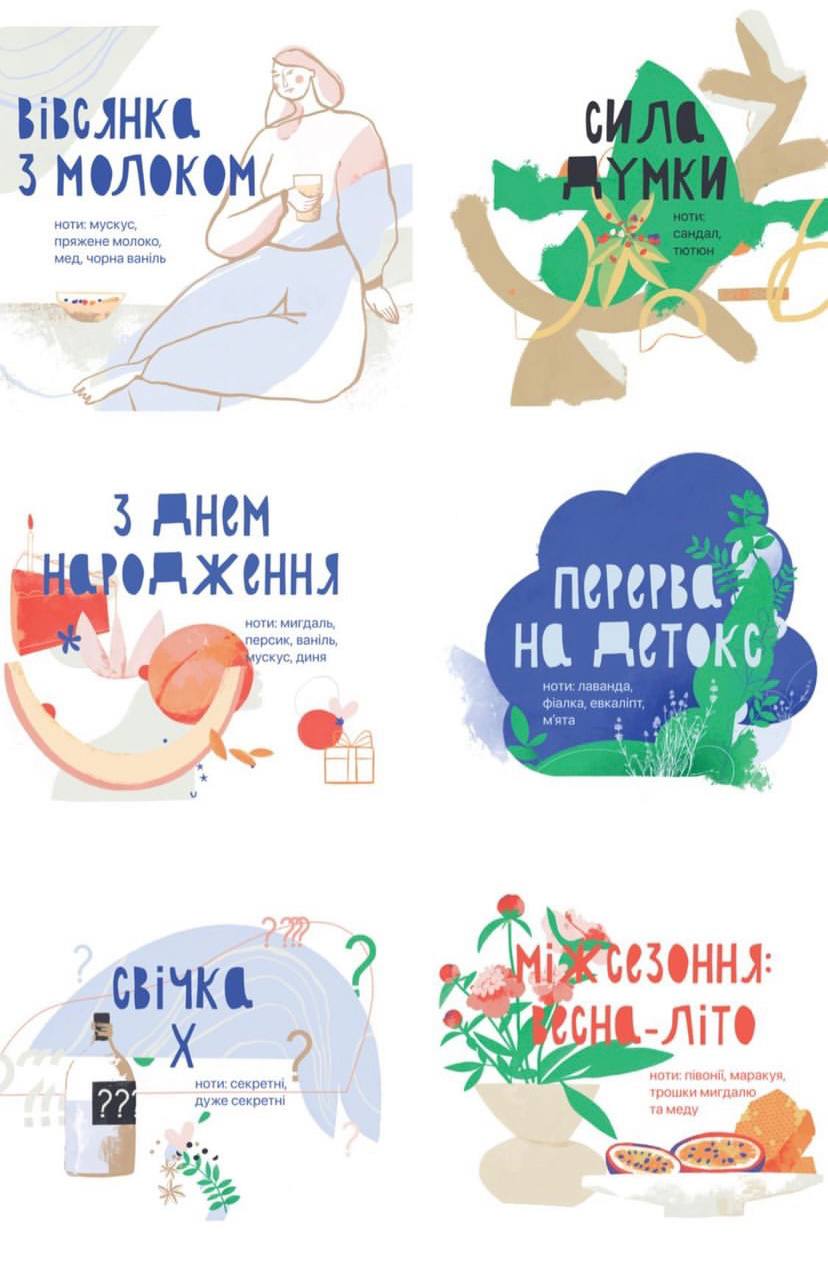 ВІВСЯНКА
З МОЛОКОМ
ноти: мускус,
пряжене молоко,
мед, чорна ваніль
СИЛА
ДУМКИ
ноти:
сандал,
тютюн
З ДНЕМ
НАРОДЖЕННЯ
ноти: мигдаль,
персик, ваніль,
мускус, диня
ПЕРЕРВА
НА ДЕТОКС
ноти: лаванда,
фіалка, евкаліпт,
м'ята
СВІЧКА
Х
???
ноти: секретні,
дуже секретні
МІЖСЕЗОННЯ:
ВЕСНА-ЛІТО
ноти: півонії, маракуя,
трошки мигдалю
та меду